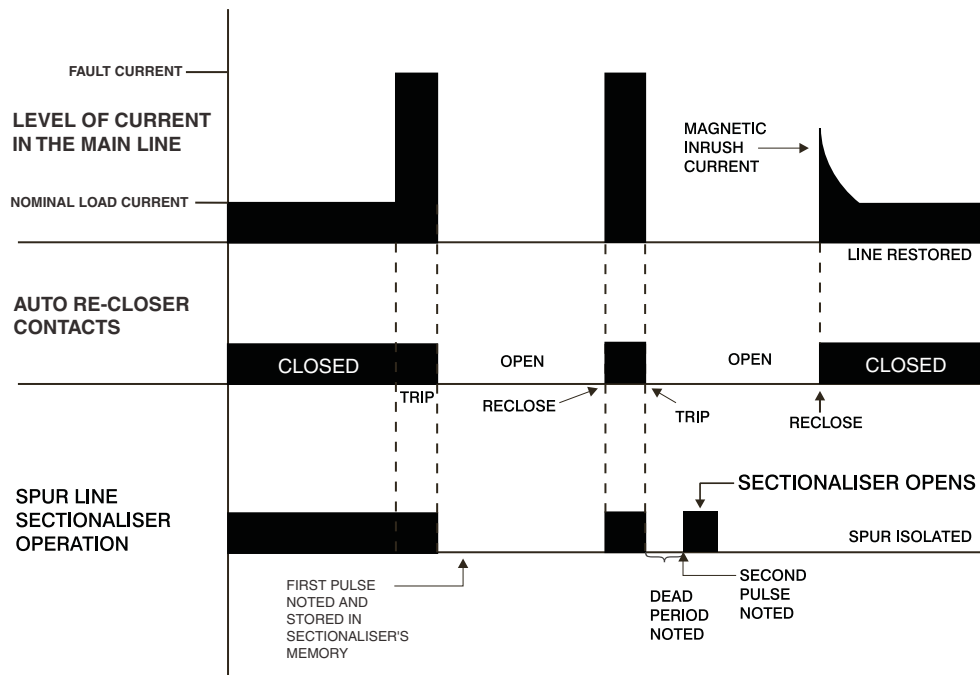 FAULT CURRENT
LEVEL OF CURRENT
IN THE MAIN LINE
MAGNETIC
INRUSH
CURRENT
NOMINAL LOAD CURRENT
LINE RESTORED
AUTO RE-CLOSER
CONTACTS
CLOSED
OPEN
OPEN
CLOSED
TRIP
RECLOSE
TRIP
RECLOSE
SPUR LINE
SECTIONALISER
OPERATION
SECTIONALISER OPENS
SPUR ISOLATED
FIRST PULSE
NOTED AND
STORED IN
SECTIONALISER'S
MEMORY
DEAD
PERIOD
NOTED
SECOND
PULSE
NOTED